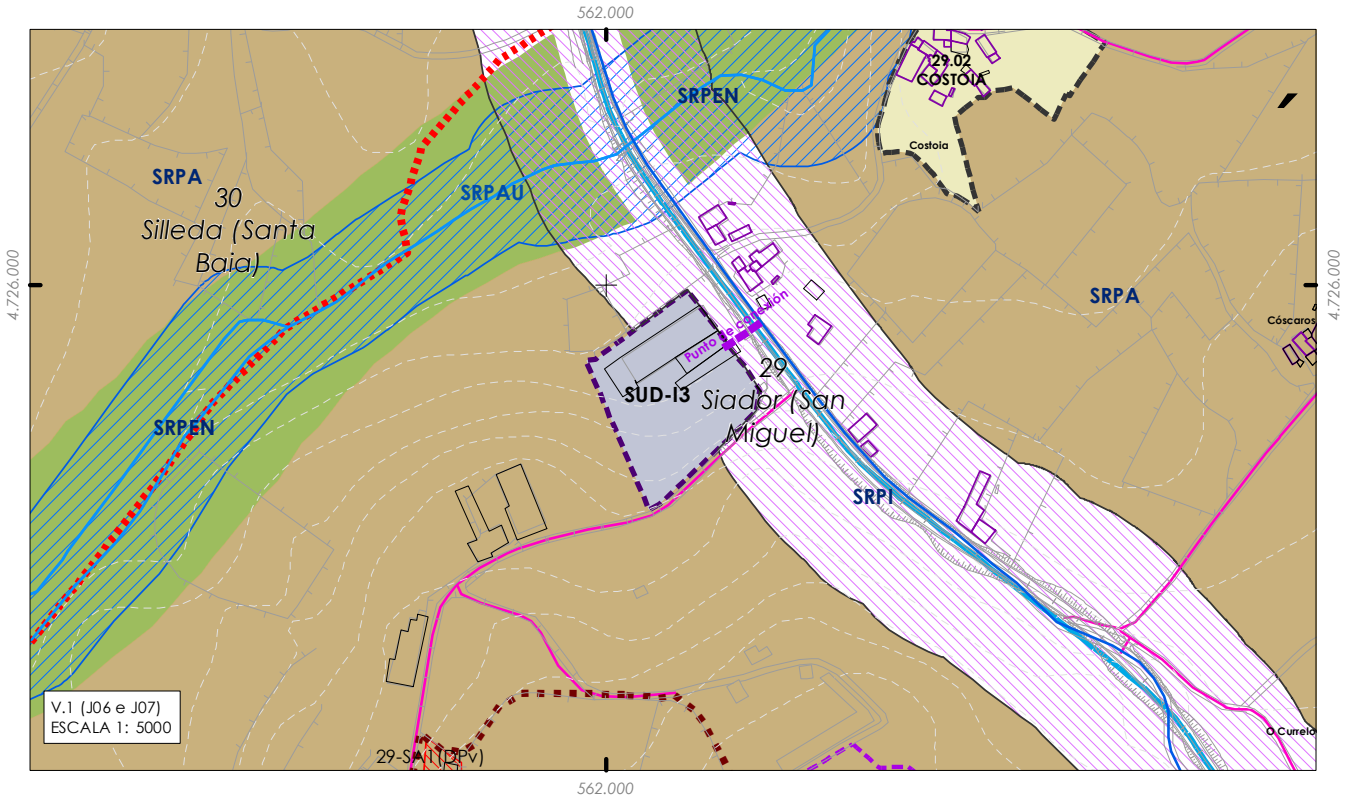 562.000
29.02
COSTOIA
SRPEN
Costoia
SRPA
30
Silleda (Santa
Baia)
SRPAU
4.726.000
4.726.000
SRPA
Cóscaros
Punto de conexión
29
SUD-I3
Siador (San
Miguel)
SRPEN
SRPI
V.1 (J06 e J07)
ESCALA 1: 5000
O Currelo
562.000